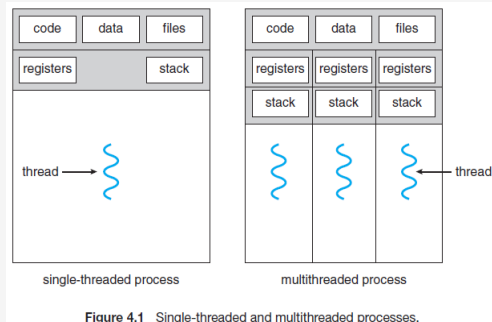 code data files code data files
registers stack registers registers registers
stack stack stack
thread thread
single-threaded process multithreaded process
Figure 4.1 Single-threaded and multithreaded processes.